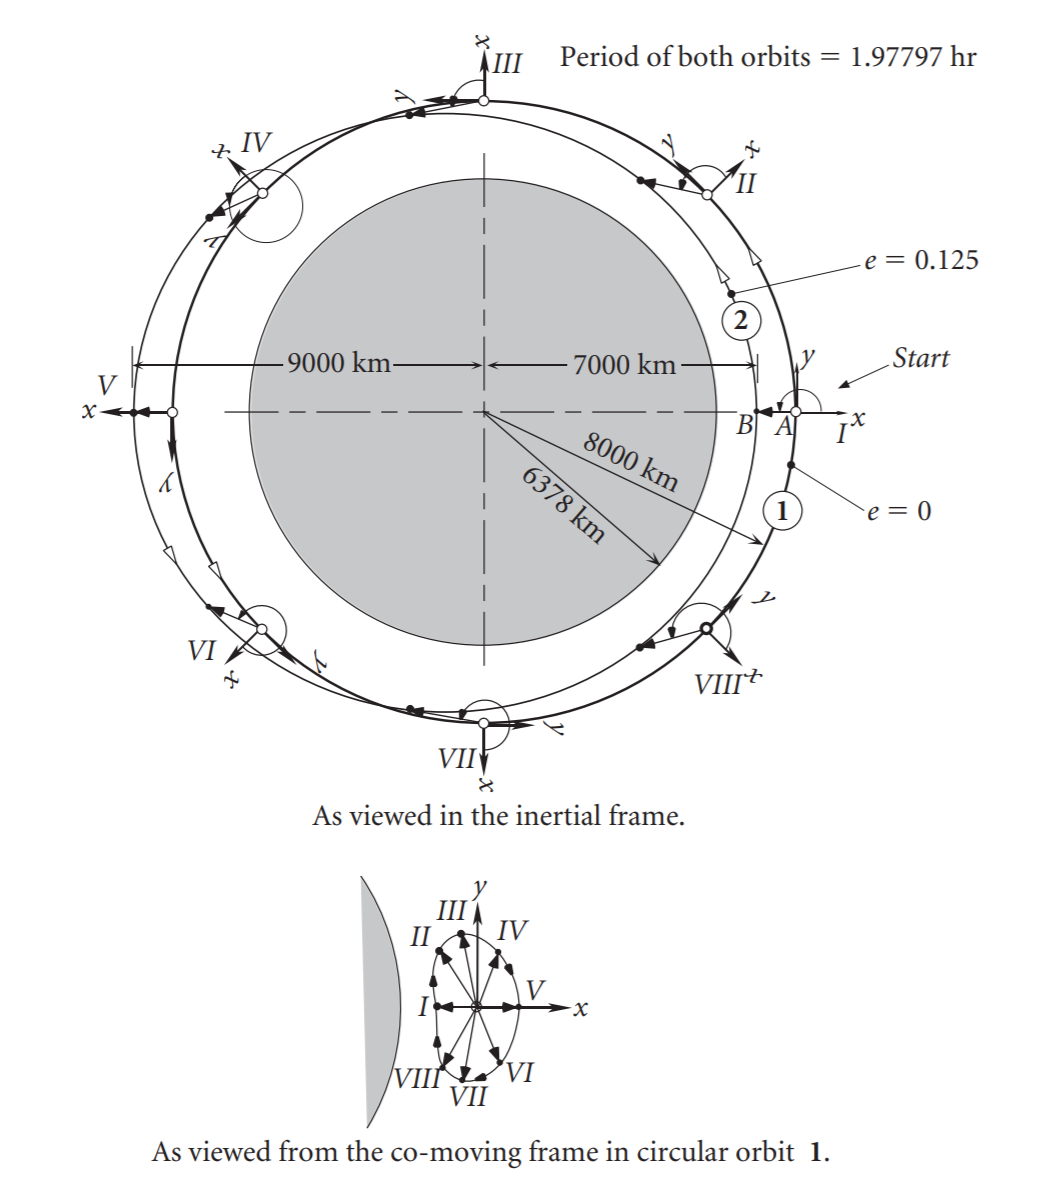 x
III
Period of both orbits = 1.97797 hr
y
x
IV
y
x
II
y
e = 0.125
2
9000 km
7000 km
y
Start
V
x
B
A
I
x
8000 km
6378 km
y
1
e = 0
y
VI
x
y
VIII
x
VII
y
x
As viewed in the inertial frame.
y
III
II
IV
I
V
x
VIII
VI
VII
As viewed from the co-moving frame in circular orbit 1.